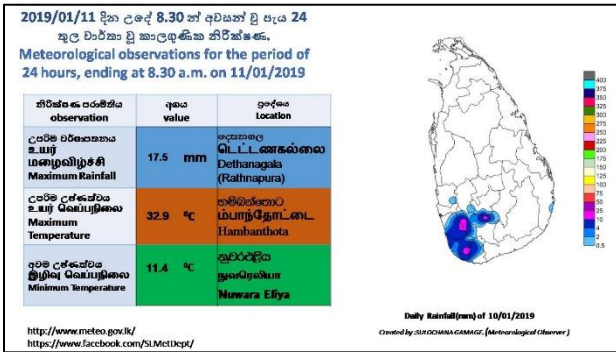 2019/01/11 දින උදේ 8.30 න් අවසන් වු පැය 24
තුල වාර්තා වූ කාලගුණික නිරීක්ෂණ.
Meteorological observations for the period of
24 hours, ending at 8.30 a.m. on 11/01/2019
නිරීක්ෂණ පරාමිතිය
observation
අගය
value
ප්‍රදේශය
Location
උපරිම වර්ෂාපතනය
உயர்
மழைவீழ்ச்சி
Maximum Rainfall
17.5 mm
දෙතනගල
டெட்டணகல்லை
Dethanagala
(Rathnapura)
උපරිම උෂ්ණත්වය
உயர் வெப்பநிலை
Maximum
Temperature
32.9 ⁰C
හම්බන්තොට
ம்பாந்தோட்டை
Hambanthota
අවම උෂ්ණත්වය
இழிவு வெப்பநிலை
Minimum Temperature
11.4 ⁰C
නුවරඑළිය
நுவரெலியா
Nuwara Eliya
http://www.meteo.gov.lk/
https://www.facebook.com/SLMetDept/
400
350
300
275
250
225
200
175
150
125
100
75
50
25
10
4
2
0.5
Daily Rainfall(mm) of 10/01/2019
Created by :SULOCHANA GAMAGE.(Meteorological Observer )